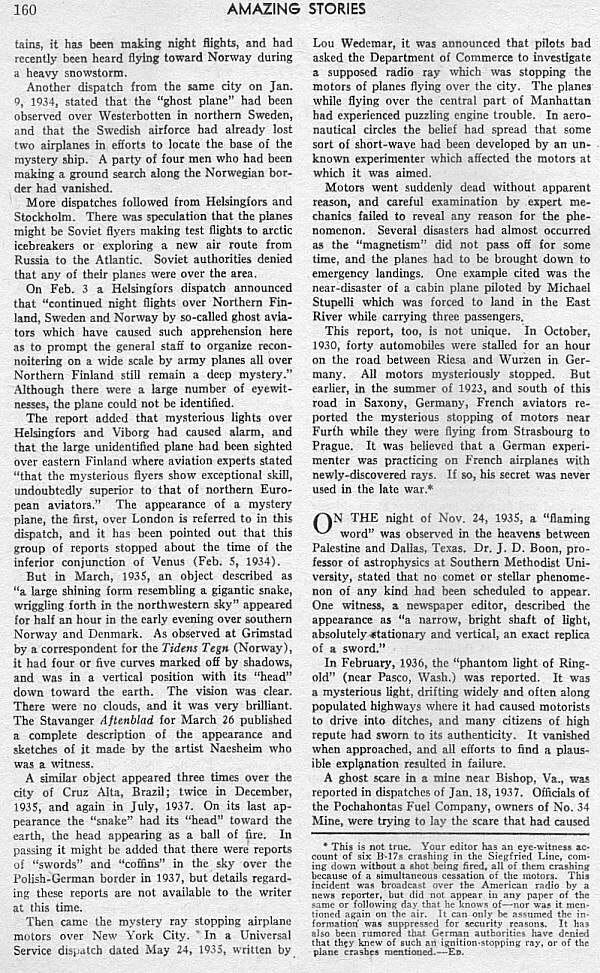 160
AMAZING STORIES
tains, it has been making night flights, and had
recently been heard flying toward Norway during
a heavy snowstorm.
Another dispatch from the same city on Jan.
9, 1934, stated that the “ghost plane” had been
observed over Westerbotten in northern Sweden,
and that the Swedish airforce had already lost
two airplanes in efforts to locate the base of the
mystery ship. A party of four men who had been
making a ground search along the Norwegian bor-
der had vanished.
More dispatches followed from Helsingfors and
Stockholm. There was speculation that the planes
might be Soviet flyers making test flights to arctic
icebreakers or exploring a new air route from
Russia to the Atlantic. Soviet authorities denied
that any of their planes were over the area.
On Feb. 3 a Helsingfors dispatch announced
that “continued night flights over Northern Fin-
land, Sweden and Norway by so-called ghost avia-
tors which have caused such apprehension here
as to prompt the general staff to organize recon-
noitering on a wide scale by army planes all over
Northern Finland still remain a deep mystery.”
Although there were a large number of eyewit-
nesses, the plane could not be identified.
The report added that mysterious lights over
Helsingfors and Viborg had caused alarm, and
that the large unidentified plane had been sighted
over eastern Finland where aviation experts stated
“that the mysterious flyers show exceptional skill,
undoubtedly superior to that of northern Euro-
pean aviators.” The appearance of a mystery
plane, the first, over London is referred to in this
dispatch, and it has been pointed out that this
group of reports stopped about the time of the
inferior conjunction of Venus (Feb. 5, 1934).
But in March, 1935, an object described as
“a large shining form resembling a gigantic snake,
wriggling forth in the northwestern sky” appeared
for half an hour in the early evening over southern
Norway and Denmark. As observed at Grimstad
by a correspondent for the Tidens Tegn (Norway),
it had four or five curves marked off by shadows,
and was in a vertical position with its “head”
down toward the earth. The vision was clear.
There were no clouds, and it was very brilliant.
The Stavanger Aftenblad for March 26 published
a complete description of the appearance and
sketches of it made by the artist Naesheim who
was a witness.
A similar object appeared three times over the
city of Cruz Alta, Brazil; twice in December,
1935, and again in July, 1937. On its last ap-
pearance the “snake” had its “head” toward the
earth, the head appearing as a ball of fire. In
passing it might be added that there were reports
of “swords” and “coffins” in the sky over the
Polish-German border in 1937, but details regard-
ing these reports are not available to the writer
at this time.
Then came the mystery ray stopping airplane
motors over New York City. In a Universal
Service dispatch dated May 24, 1935, written by
Lou Wedemar, it was announced that pilots had
asked the Department of Commerce to investigate
a supposed radio ray which was stopping the
motors of planes flying over the city. The planes
while flying over the central part of Manhattan
had experienced puzzling engine trouble. In aero-
nautical circles the belief had spread that some
sort of short-wave had been developed by an un-
known experimenter which affected the motors at
which it was aimed.
Motors went suddenly dead without apparent
reason, and careful examination by expert me-
chanics failed to reveal any reason for the phe-
nomenon. Several disasters had almost occurred
as the “magnetism” did not pass off for some
time, and the planes had to be brought down to
emergency landings. One example cited was the
near-disaster of a cabin plane piloted by Michael
Stupelli which was forced to land in the East
River while carrying three passengers.
This report, too, is not unique. In October,
1930, forty automobiles were stalled for an hour
on the road between Riesa and Wurzen in Ger-
many. All motors mysteriously stopped. But
earlier, in the summer of 1923, and south of this
road in Saxony, Germany, French aviators re-
ported the mysterious stopping of motors near
Furth while they were flying from Strasbourg to
Prague. It was believed that a German experi-
menter was practicing on French airplanes with
newly-discovered rays. If so, his secret was never
used in the late war.*
ON THE night of Nov. 24, 1935, a “flaming
word” was observed in the heavens between
Palestine and Dallas, Texas. Dr. J. D. Boon, pro-
fessor of astrophysics at Southern Methodist Uni-
versity, stated that no comet or stellar phenome-
non of any kind had been scheduled to appear.
One witness, a newspaper editor, described the
appearance as “a narrow, bright shaft of light,
absolutely stationary and vertical, an exact replica
of a sword.”
In February, 1936, the “phantom light of Ring-
old” (near Pasco, Wash.) was reported. It was
a mysterious light, drifting widely and often along
populated highways where it had caused motorists
to drive into ditches, and many citizens of high
repute had sworn to its authenticity. It vanished
when approached, and all efforts to find a plaus-
ible explanation resulted in failure.
A ghost scare in a mine near Bishop, Va., was
reported in dispatches of Jan. 18, 1937. Officials of
the Pochahontas Fuel Company, owners of No. 34
Mine, were trying to lay the scare that had caused
* This is not true. Your editor has an eye-witness ac-
count of six B-17s crashing in the Siegfried Line, com-
ing down without a shot being fired, all of them crashing
because of a simultaneous cessation of the motors. This
incident was broadcast over the American radio by a
news reporter, but did not appear in any paper of the
same or following day that he knows of—nor was it men-
tioned again on the air. It can only be assumed the in-
formation was suppressed for security reasons. It has
also been rumored that German authorities have denied
that they knew of such an ignition-stopping ray, or of the
plane crashes mentioned.—ED.